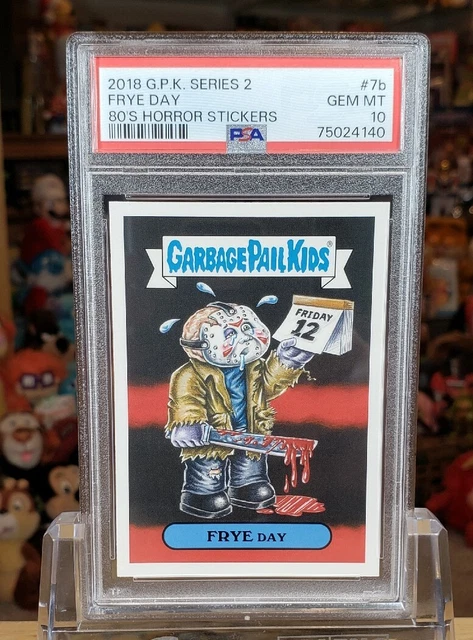 2018 G.P.K. SERIES 2 #7b
FRYE DAY GEM MT
80'S HORROR STICKERS 10
PSA 75024140
GARBAGE PAIL KIDS®
FRIDAY
12
FRYE DAY